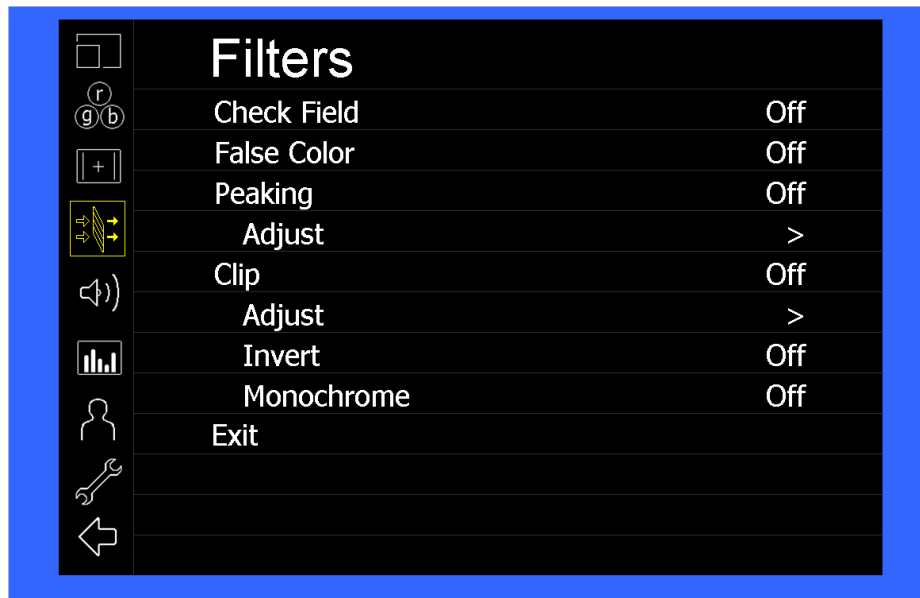 Filters
r
g b
Check Field Off
False Color Off
Peaking Off
Adjust >
Clip Off
Adjust >
Invert Off
Monochrome Off
Exit